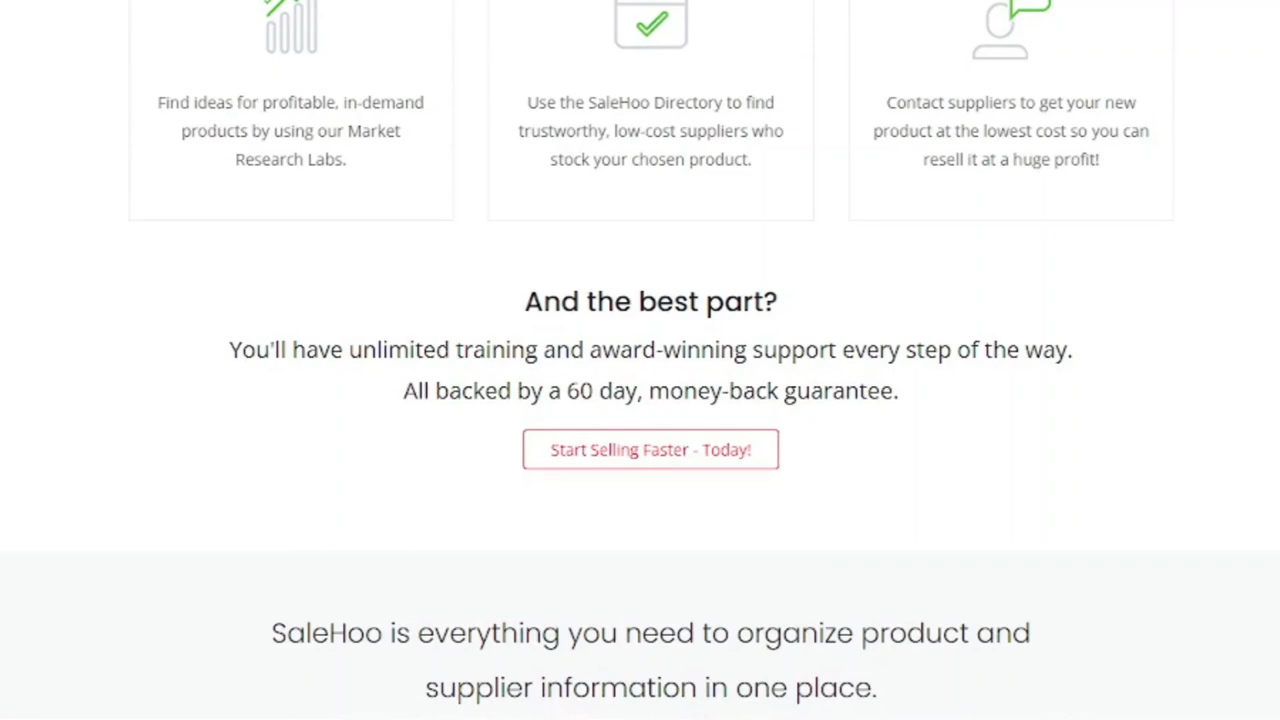 Find ideas for profitable, in-demand
products by using our Market
Research Labs.
Use the SaleHoo Directory to find
trustworthy, low-cost suppliers who
stock your chosen product.
Contact suppliers to get your new
product at the lowest cost so you can
resell it at a huge profit!
And the best part?
You'll have unlimited training and award-winning support every step of the way.
All backed by a 60 day, money-back guarantee.
Start Selling Faster - Today!
SaleHoo is everything you need to organize product and
supplier information in one place.